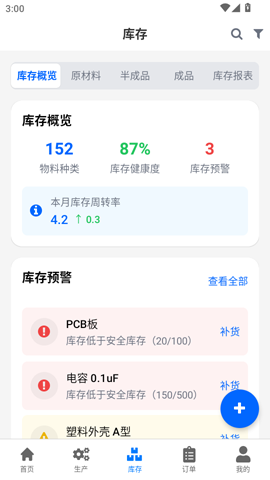 3:00
库存
库存概览 原材料 半成品 成品 库存报表
库存概览
152 87% 3
物料种类 库存健康度 库存预警
本月库存周转率
4.2 ↑ 0.3
库存预警 查看全部
PCB板
库存低于安全库存（20/100） 补货
电容 0.1uF
库存低于安全库存（150/500） 补货
塑料外壳 A型 补货
首页 生产 库存 订单 我的